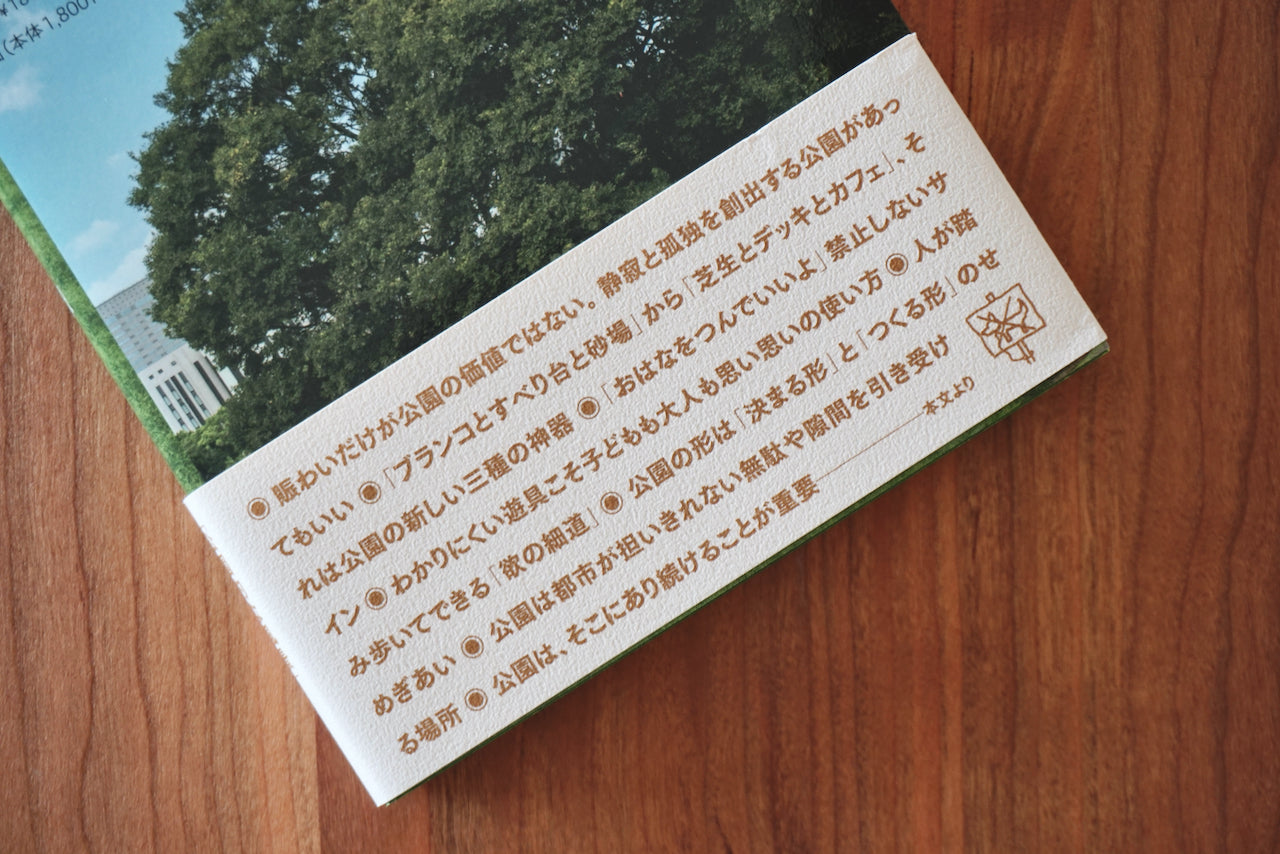 (本体1,800
◉ 賑わいだけが公園の価値ではない。静寂と孤独を創出する公園があっ
てもいい ◉「ブランコとすべり台と砂場」から「芝生とデッキとカフェ」、そ
れは公園の新しい三種の神器 ◉「おはなをつんでいいよ」禁止しないサ
イン ◉ わかりにくい遊具こそ子どもも大人も思い思いの使い方 ◉ 人が踏
み歩いてできる「欲の細道」 ◉ 公園の形は「決まる形」と「つくる形」のせ
めぎあい ◉ 公園は都市が担いきれない無駄や隙間を引き受け
る場所 ◉ 公園は、そこにあり続けることが重要――本文より